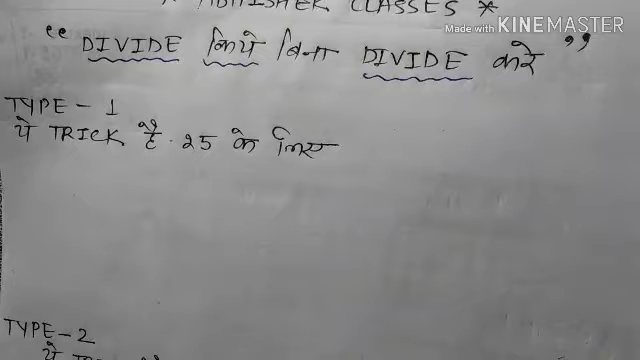 * ABHISHEK CLASSES *
Made with KINEMASTER
“ DIVIDE किये बिना DIVIDE करे ”
TYPE - 1
ये TRICK है . 25 के लिए
TYPE - 2
ये